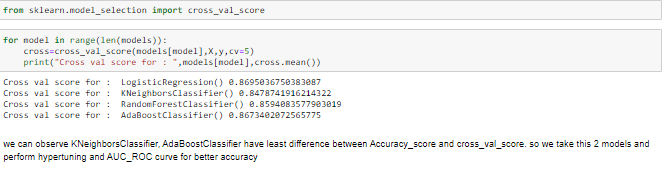 from sklearn.model_selection import cross_val_score
for model in range(len(models)):
    cross=cross_val_score(models[model],X,y,cv=5)
    print("Cross val score for : ",models[model],cross.mean())
Cross val score for :  LogisticRegression() 0.8695036750383087
Cross val score for :  KNeighborsClassifier() 0.8478741916214322
Cross val score for :  RandomForestClassifier() 0.8594083577903019
Cross val score for :  AdaBoostClassifier() 0.8673402072565775
we can observe KNeighborsClassifier, AdaBoostClassifier have least difference between Accuracy_score and cross_val_score. so we take this 2 models and
perform hypertuning and AUC_ROC curve for better accuracy